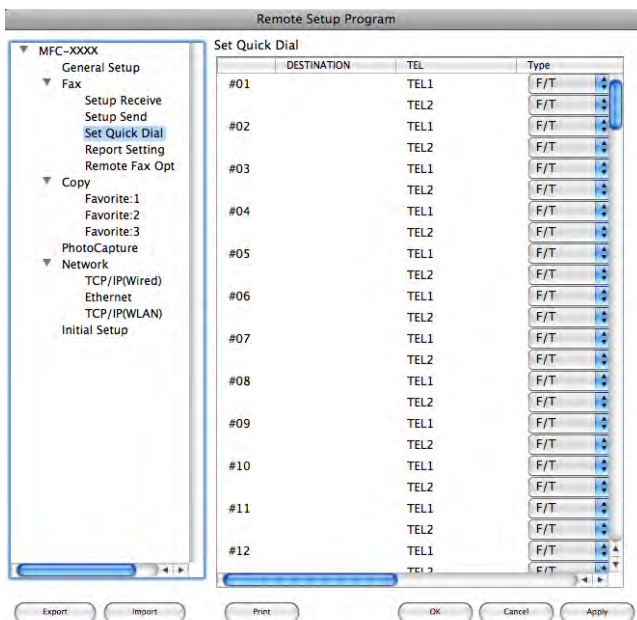 Remote Setup Program
MFC-XXXX
General Setup
Fax
Setup Receive
Setup Send
Set Quick Dial
Report Setting
Remote Fax Opt
Copy
Favorite:1
Favorite:2
Favorite:3
PhotoCapture
Network
TCP/IP(Wired)
Ethernet
TCP/IP(WLAN)
Initial Setup
Set Quick Dial
DESTINATION TEL Type
#01 TEL1 F/T
TEL2 F/T
#02 TEL1 F/T
TEL2 F/T
#03 TEL1 F/T
TEL2 F/T
#04 TEL1 F/T
TEL2 F/T
#05 TEL1 F/T
TEL2 F/T
#06 TEL1 F/T
TEL2 F/T
#07 TEL1 F/T
TEL2 F/T
#08 TEL1 F/T
TEL2 F/T
#09 TEL1 F/T
TEL2 F/T
#10 TEL1 F/T
TEL2 F/T
#11 TEL1 F/T
TEL2 F/T
#12 TEL1 F/T
TEL2 F/T
Export Import Print OK Cancel Apply